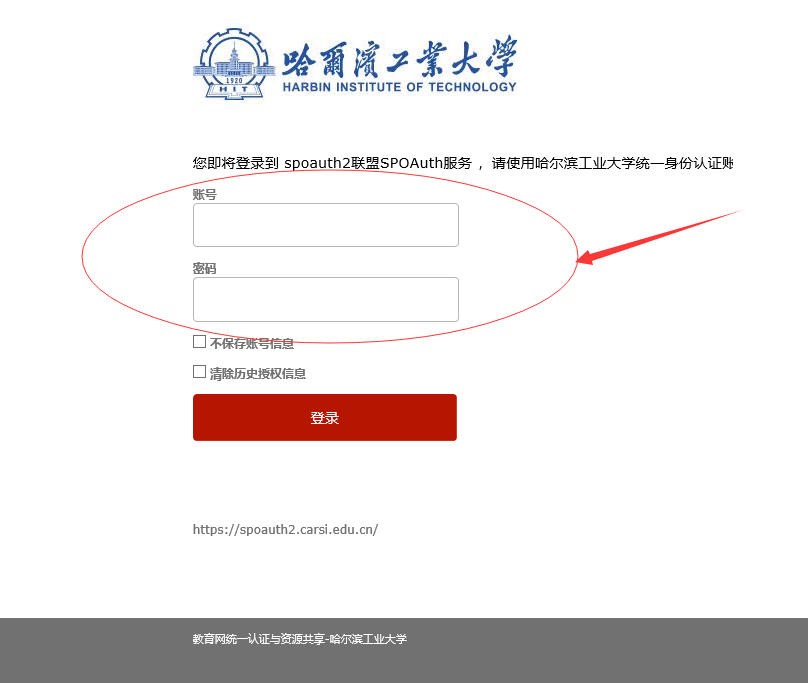 哈爾濱工業大學
1920
HIT
HARBIN INSTITUTE OF TECHNOLOGY
您即将登录到 spoauth2联盟SPOAuth服务 ，请使用哈尔滨工业大学统一身份认证账
账号
密码
不保存账号信息
清除历史授权信息
登录
https://spoauth2.carsi.edu.cn/
教育网统一认证与资源共享-哈尔滨工业大学